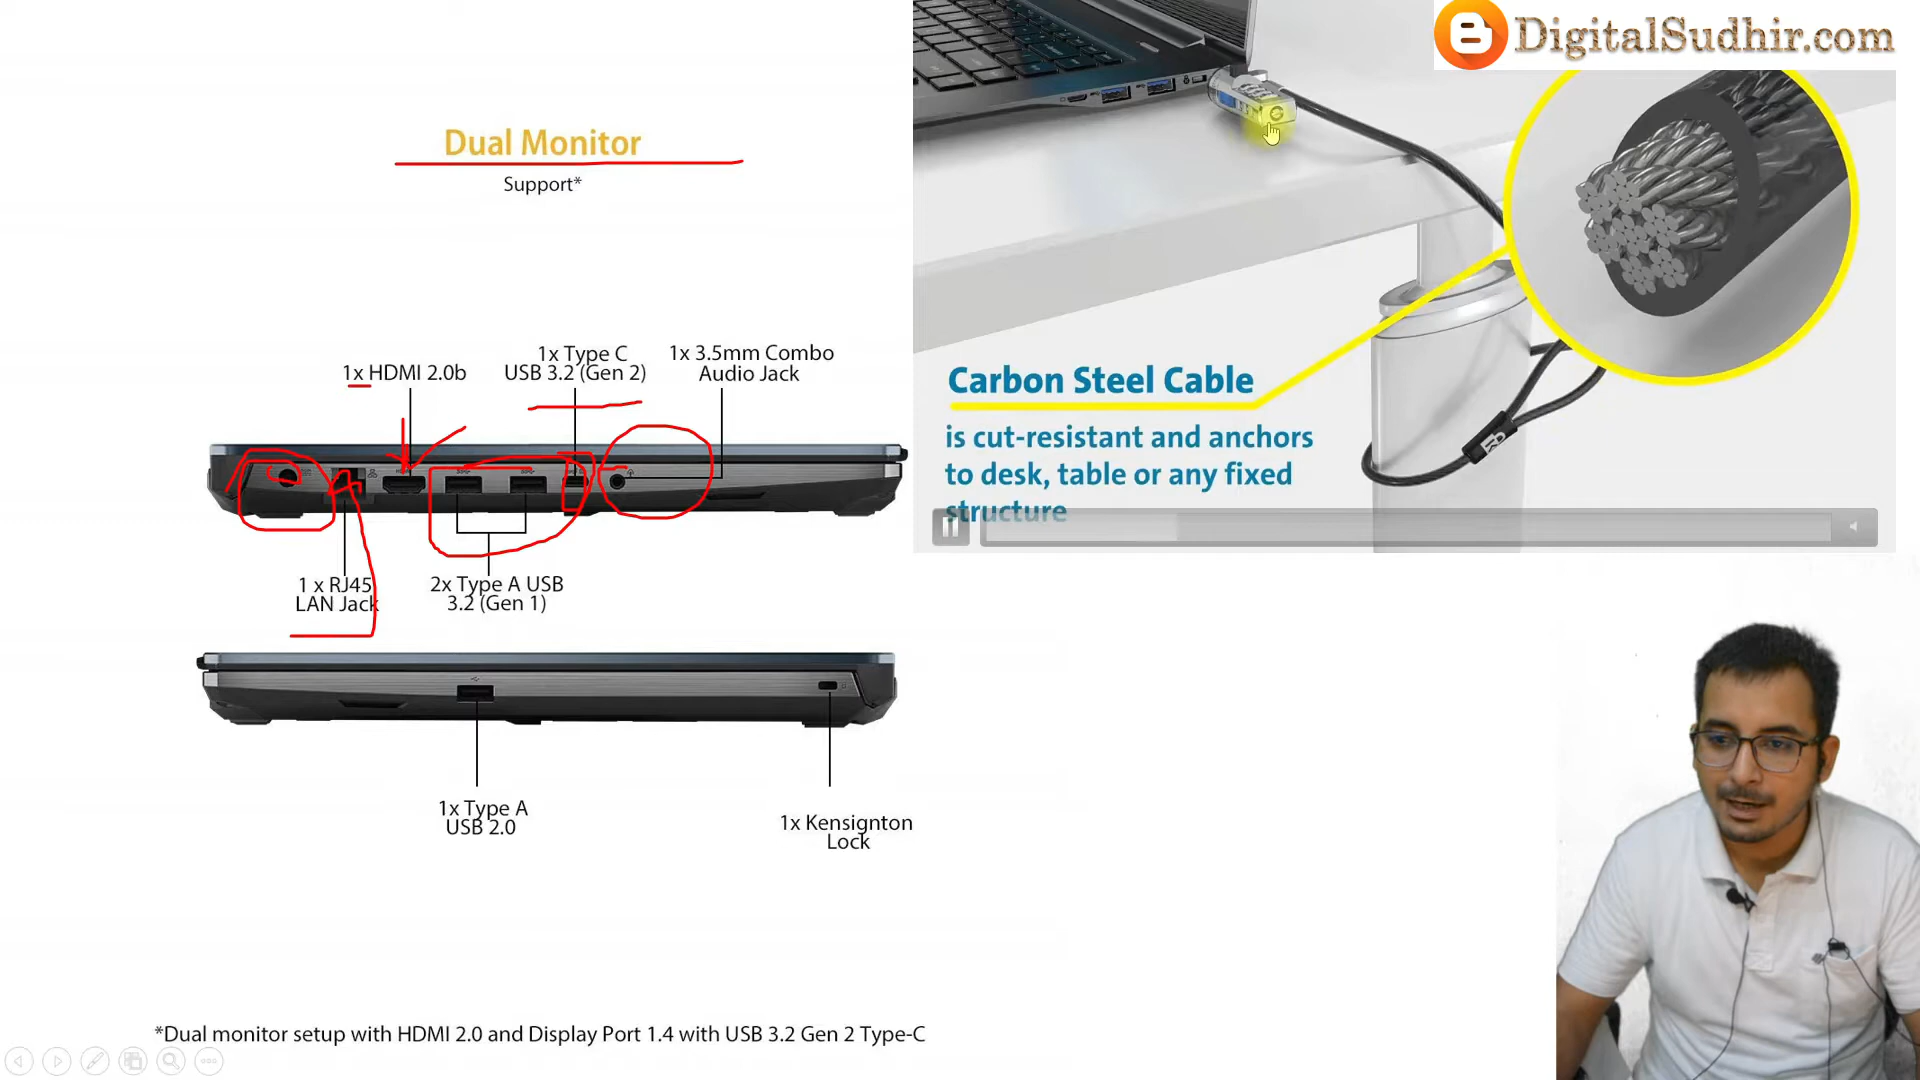 DigitalSudhir.com
Dual Monitor
Support*
1x HDMI 2.0b
1x Type C
USB 3.2 (Gen 2)
1x 3.5mm Combo
Audio Jack
1 x RJ45
LAN Jack
2x Type A USB
3.2 (Gen 1)
1x Type A
USB 2.0
1x Kensignton
Lock
*Dual monitor setup with HDMI 2.0 and Display Port 1.4 with USB 3.2 Gen 2 Type-C
Carbon Steel Cable
is cut-resistant and anchors
to desk, table or any fixed
structure